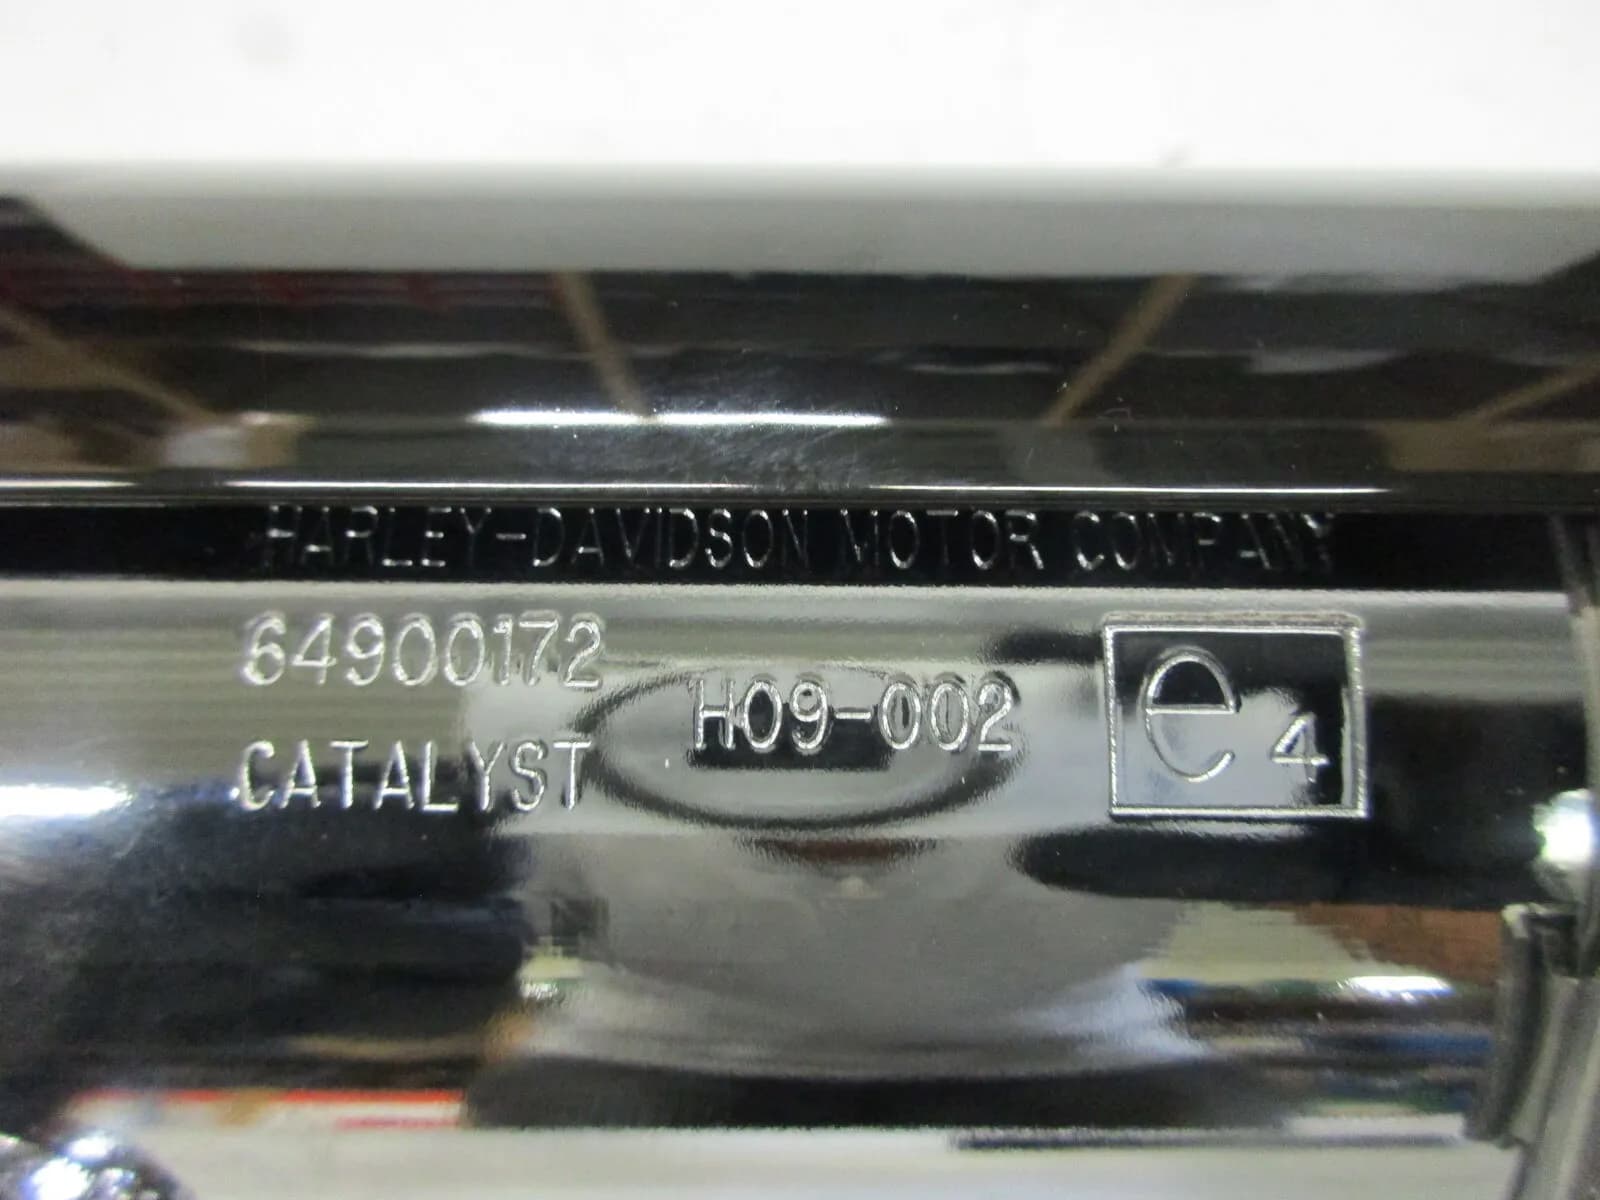 HARLEY-DAVIDSON MOTOR COMPANY
64900172
H09-002
e4
CATALYST